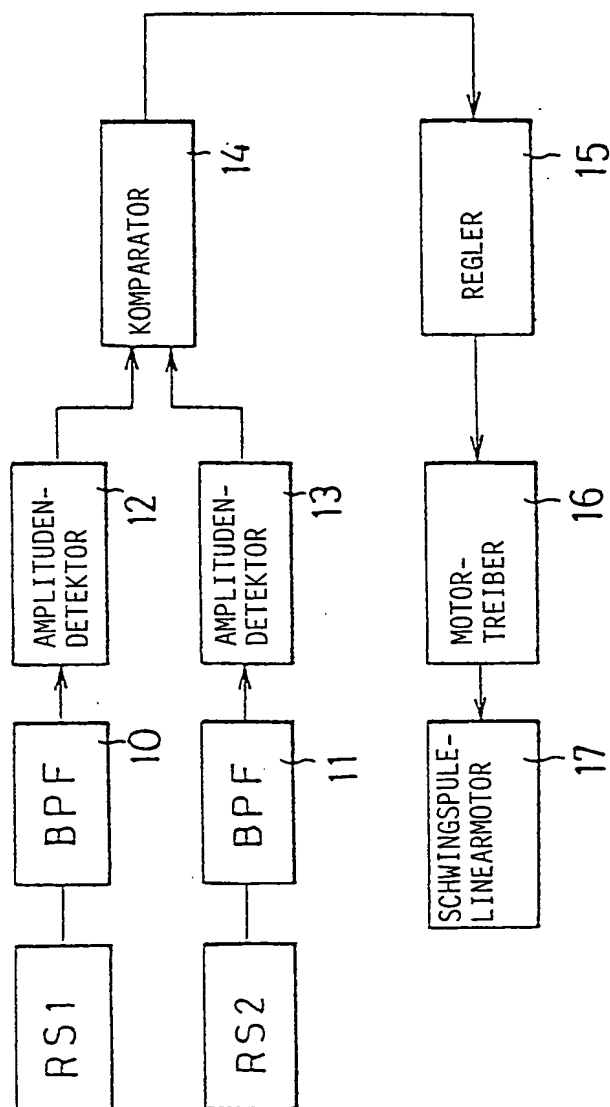 RS1
BPF
10
AMPLITUDEN-
DETEKTOR
12
KOMPARATOR
14
RS2
BPF
11
AMPLITUDEN-
DETEKTOR
13
SCHWINGSPULE-
LINEARMOTOR
17
MOTOR-
TREIBER
16
REGLER
15